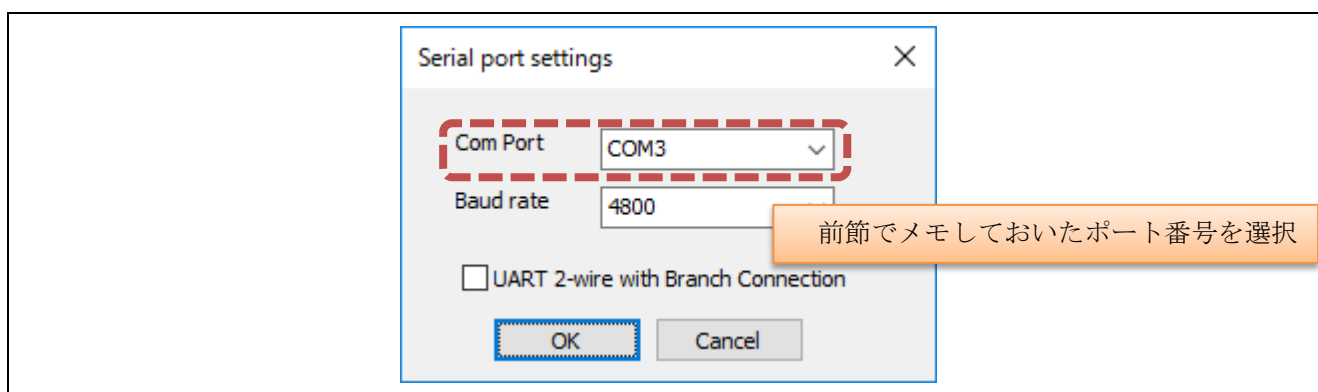 Serial port settings
Com Port
COM3
Baud rate
4800
前節でメモしておいたポート番号を選択
UART 2-wire with Branch Connection
OK
Cancel